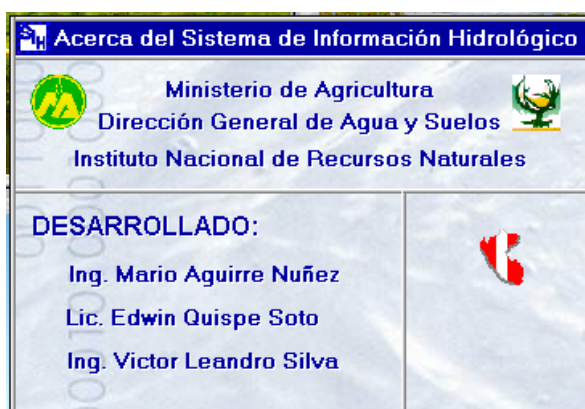 Acerca del Sistema de Información Hidrológico
Ministerio de Agricultura
Dirección General de Agua y Suelos
Instituto Nacional de Recursos Naturales
DESARROLLADO:
Ing. Mario Aguirre Nuñez
Lic. Edwin Quispe Soto
Ing. Victor Leandro Silva